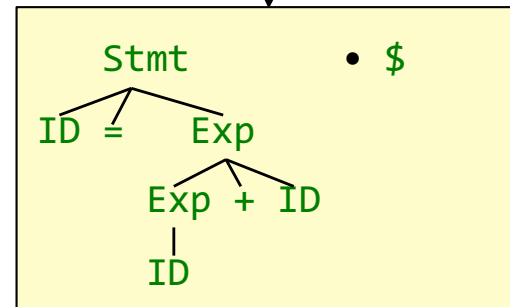 Stmt • $
ID = Exp
Exp + ID
ID